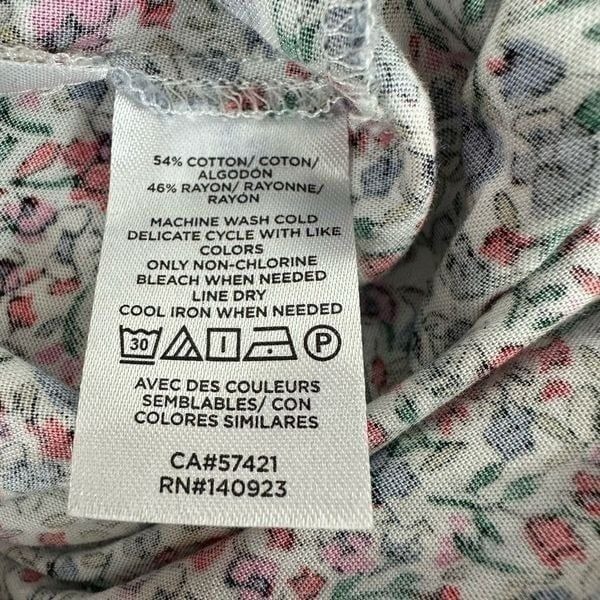 54% COTTON/ COTON/
ALGODÓN
46% RAYON/ RAYONNE/
RAYÓN
MACHINE WASH COLD
DELICATE CYCLE WITH LIKE
COLORS
ONLY NON-CHLORINE
BLEACH WHEN NEEDED
LINE DRY
COOL IRON WHEN NEEDED
30 P
AVEC DES COULEURS
SEMBLABLES/ CON
COLORES SIMILARES
CA#57421
RN#140923